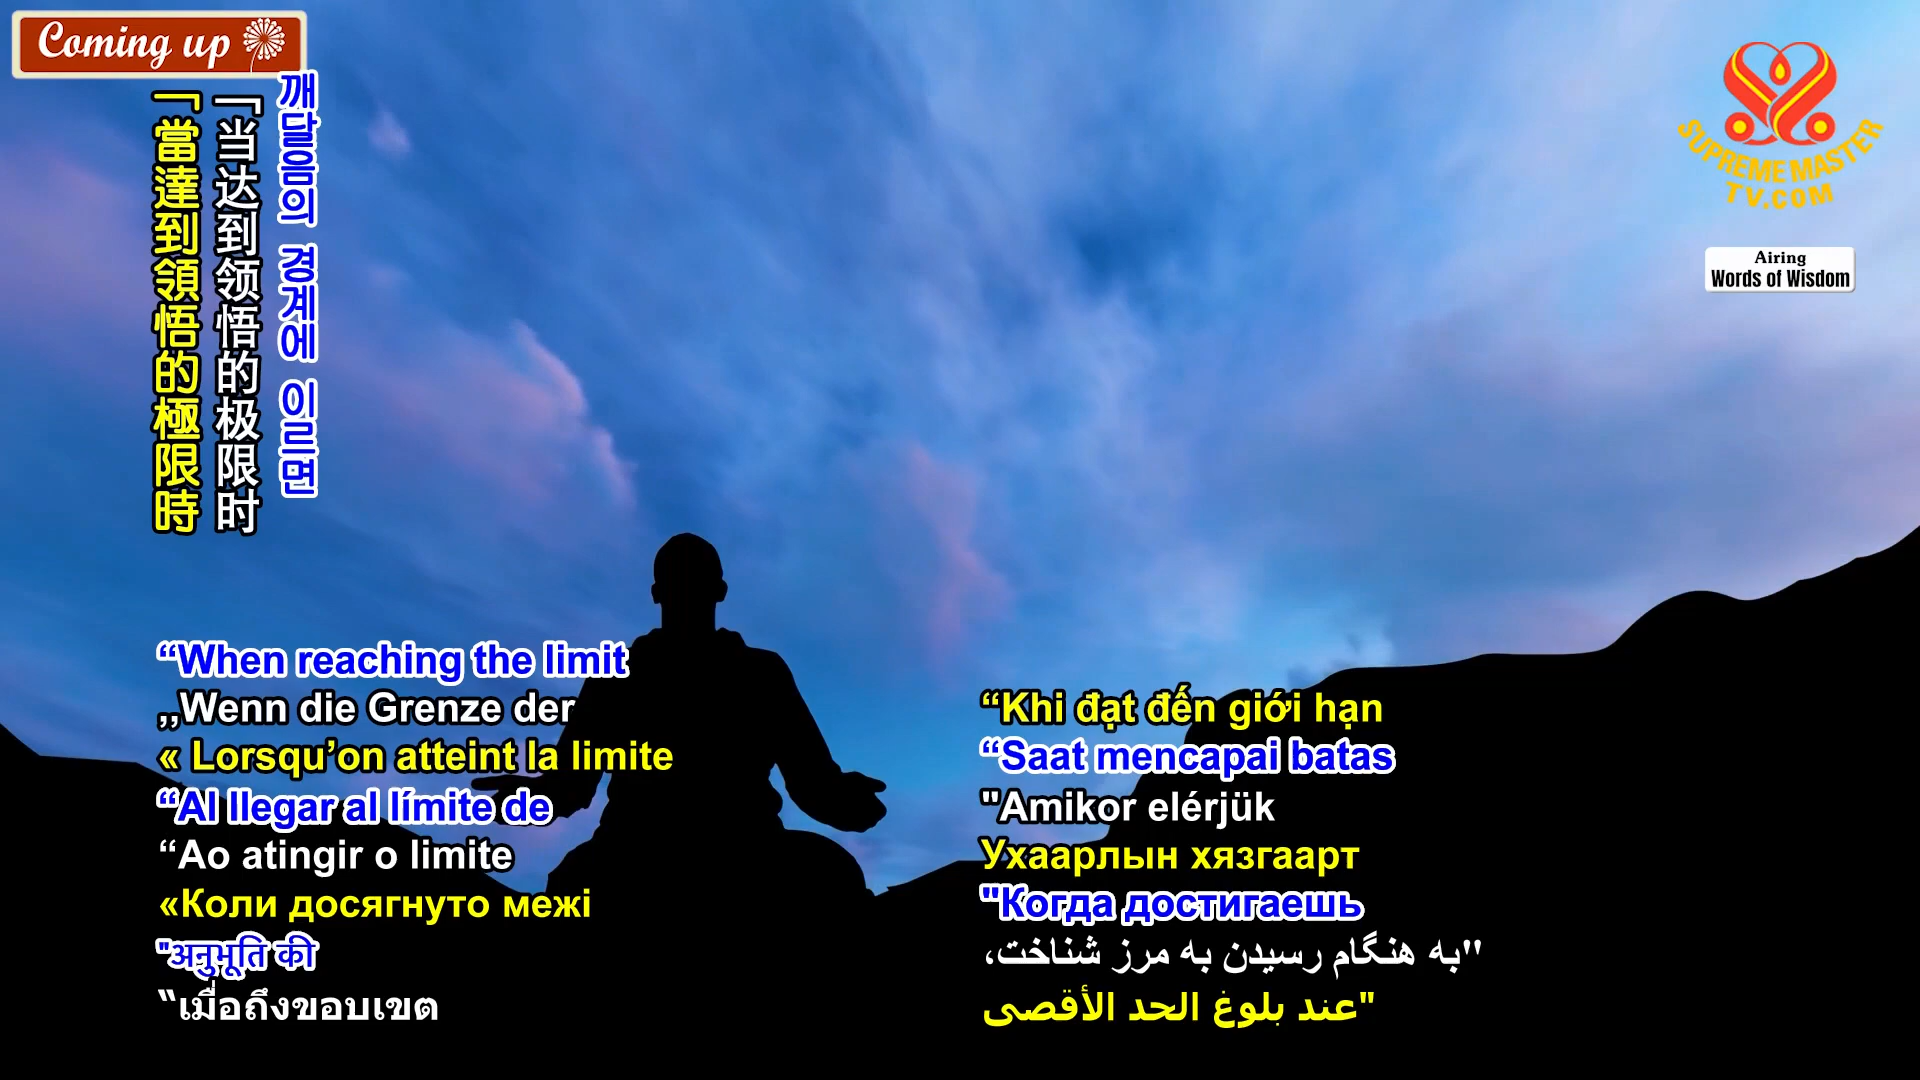 Coming up
「當達到領悟的極限時
「当达到领悟的极限时
깨달음의 경계에 이르면
SUPREME MASTER
TV.COM
Airing
Words of Wisdom
“When reaching the limit
,,Wenn die Grenze der
« Lorsqu’on atteint la limite
“Al llegar al límite de
“Ao atingir o limite
«Коли досягнуто межі
"अनुभूति की
“เมื่อถึงขอบเขต
“Khi đạt đến giới hạn
“Saat mencapai batas
"Amikor elérjük
Ухаарлын хязгаарт
"Когда достигаешь
"به هنگام رسیدن به مرز شناخت،
"عند بلوغ الحد الأقصى